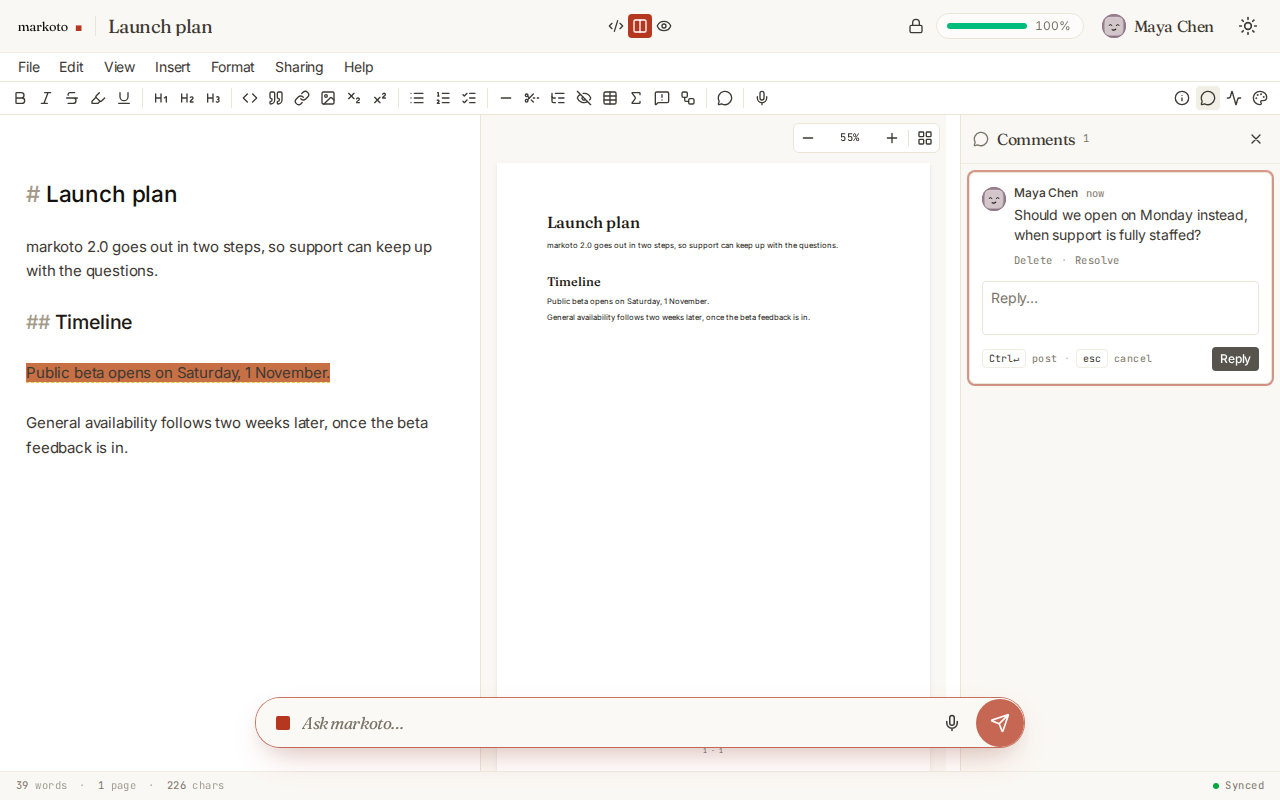 markoto
Launch plan
100%
Maya Chen
File Edit View Insert Format Sharing Help
H1 H2 H3
X2 X2
55%
# Launch plan
markoto 2.0 goes out in two steps, so support can keep up
with the questions.
## Timeline
Public beta opens on Saturday, 1 November.
General availability follows two weeks later, once the beta
feedback is in.
Launch plan
markoto 2.0 goes out in two steps, so support can keep up with the questions.
Timeline
Public beta opens on Saturday, 1 November.
General availability follows two weeks later, once the beta feedback is in.
1 · 1
Comments 1
Maya Chen now
Should we open on Monday instead,
when support is fully staffed?
Delete · Resolve
Reply...
Ctrl↵ post · esc cancel
Reply
Ask markoto...
39 words · 1 page · 226 chars
Synced